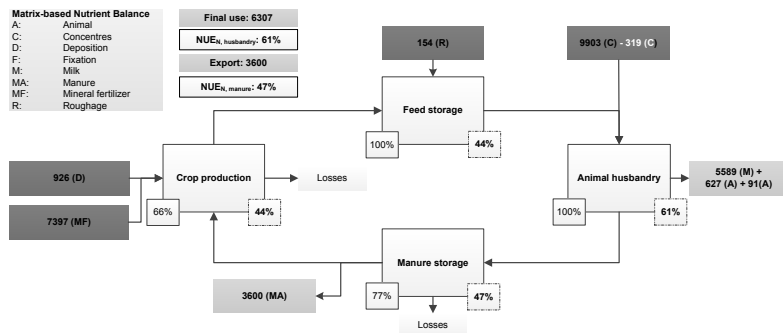 Matrix-based Nutrient Balance
A: Animal
C: Concentres
D: Deposition
F: Fixation
M: Milk
MA: Manure
MF: Mineral fertilizer
R: Roughage
Final use: 6307
NUEN, husbandry: 61%
Export: 3600
NUEN, manure: 47%
154 (R)
9903 (C) - 319 (C)
Feed storage
100%
44%
926 (D)
7397 (MF)
Crop production
66%
44%
Losses
Animal husbandry
100%
61%
5589 (M) +
627 (A) + 91(A)
Manure storage
77%
47%
3600 (MA)
Losses